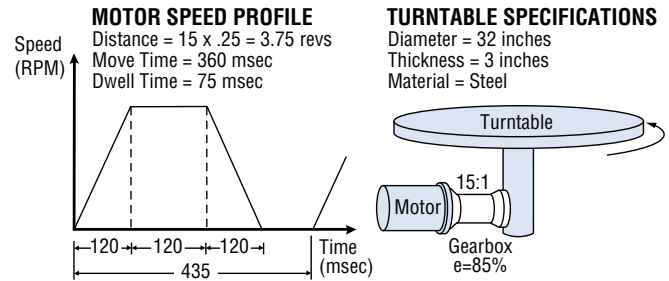 MOTOR SPEED PROFILE
Distance = 15 x .25 = 3.75 revs
Move Time = 360 msec
Dwell Time = 75 msec
Speed
(RPM)
120
120
120
435
Time
(msec)
TURNTABLE SPECIFICATIONS
Diameter = 32 inches
Thickness = 3 inches
Material = Steel
Turntable
15:1
Motor
Gearbox
e=85%